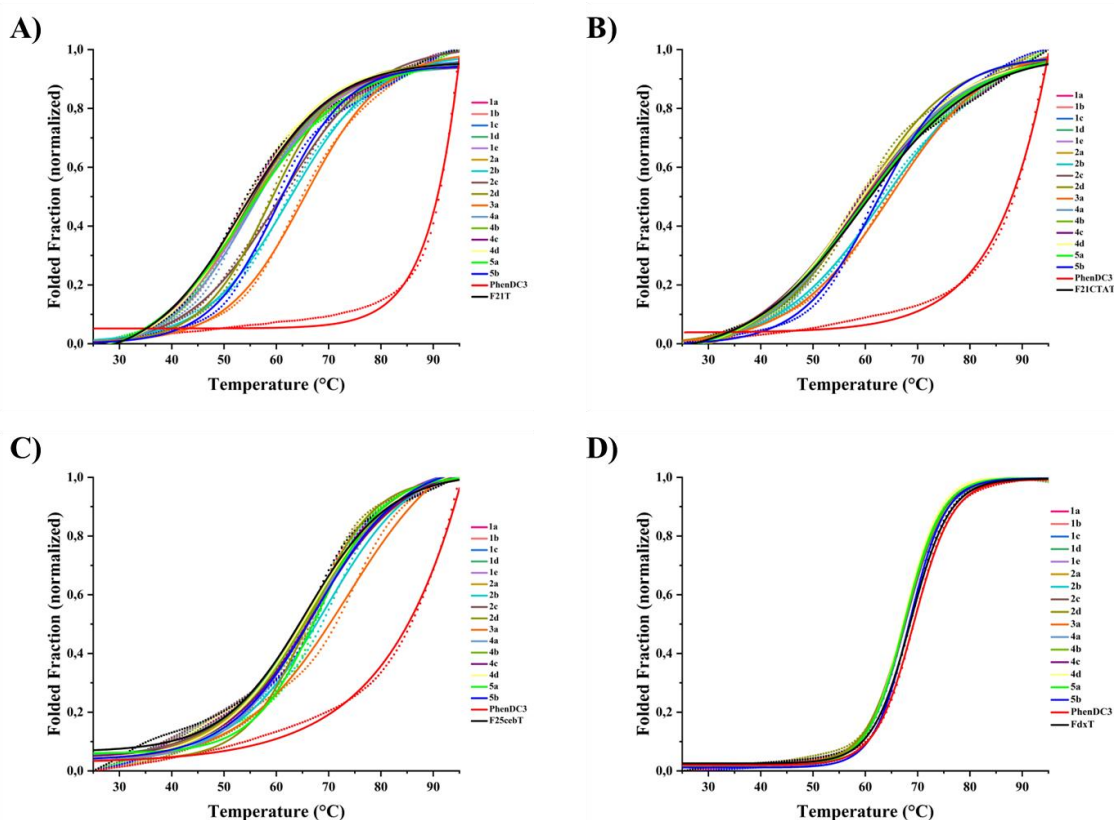 A)
Folded Fraction (normalized)
1,0
0,8
0,6
0,4
0,2
0,0
30 40 50 60 70 80 90
Temperature (°C)
1a
1b
1c
1d
1e
2a
2b
2c
2d
3a
4a
4b
4c
4d
5a
5b
PhenDC3
F21T
B)
Folded Fraction (normalized)
1,0
0,8
0,6
0,4
0,2
0,0
30 40 50 60 70 80 90
Temperature (°C)
1a
1b
1c
1d
1e
2a
2b
2c
2d
3a
4a
4b
4c
4d
5a
5b
PhenDC3
F21CTAT
C)
Folded Fraction (normalized)
1,0
0,8
0,6
0,4
0,2
0,0
30 40 50 60 70 80 90
Temperature (°C)
1a
1b
1c
1d
1e
2a
2b
2c
2d
3a
4a
4b
4c
4d
5a
5b
PhenDC3
F25cebT
D)
Folded Fraction (normalized)
1,0
0,8
0,6
0,4
0,2
0,0
30 40 50 60 70 80 90
Temperature (°C)
1a
1b
1c
1d
1e
2a
2b
2c
2d
3a
4a
4b
4c
4d
5a
5b
PhenDC3
FdxT